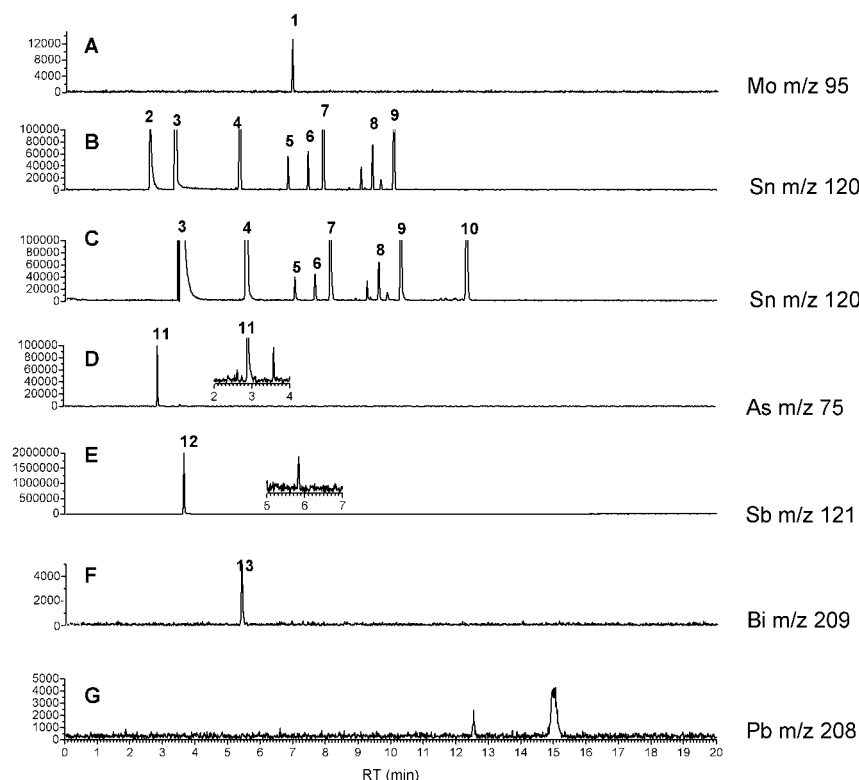 A
1
12000
8000
4000
0
Mo m/z 95
B
2 3 4 5 6 7 8 9
100000
80000
60000
40000
20000
0
Sn m/z 120
C
3 4 5 6 7 8 9 10
100000
80000
60000
40000
20000
0
Sn m/z 120
D
11 11
100000
80000
60000
40000
20000
0
2 3 4
As m/z 75
E
12
2000000
1500000
1000000
500000
0
5 6 7
Sb m/z 121
F
13
4000
2000
0
Bi m/z 209
G
5000
4000
3000
2000
1000
0
Pb m/z 208
0 1 2 3 4 5 6 7 8 9 10 11 12 13 14 15 16 17 18 19 20
RT (min)